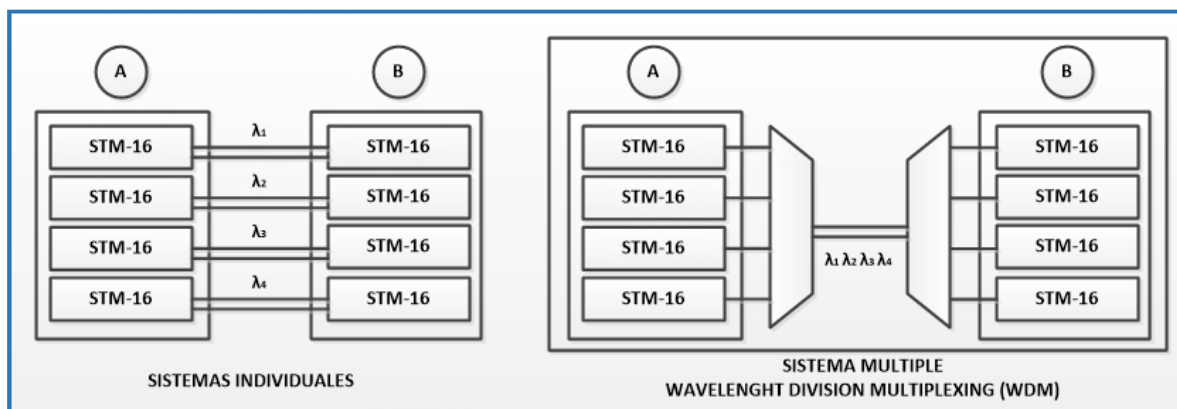 A
B
STM-16
λ1
STM-16
STM-16
λ2
STM-16
STM-16
λ3
STM-16
STM-16
λ4
STM-16
SISTEMAS INDIVIDUALES
A
B
STM-16
STM-16
STM-16
STM-16
STM-16
STM-16
λ1 λ2 λ3 λ4
STM-16
STM-16
SISTEMA MULTIPLE
WAVELENGHT DIVISION MULTIPLEXING (WDM)